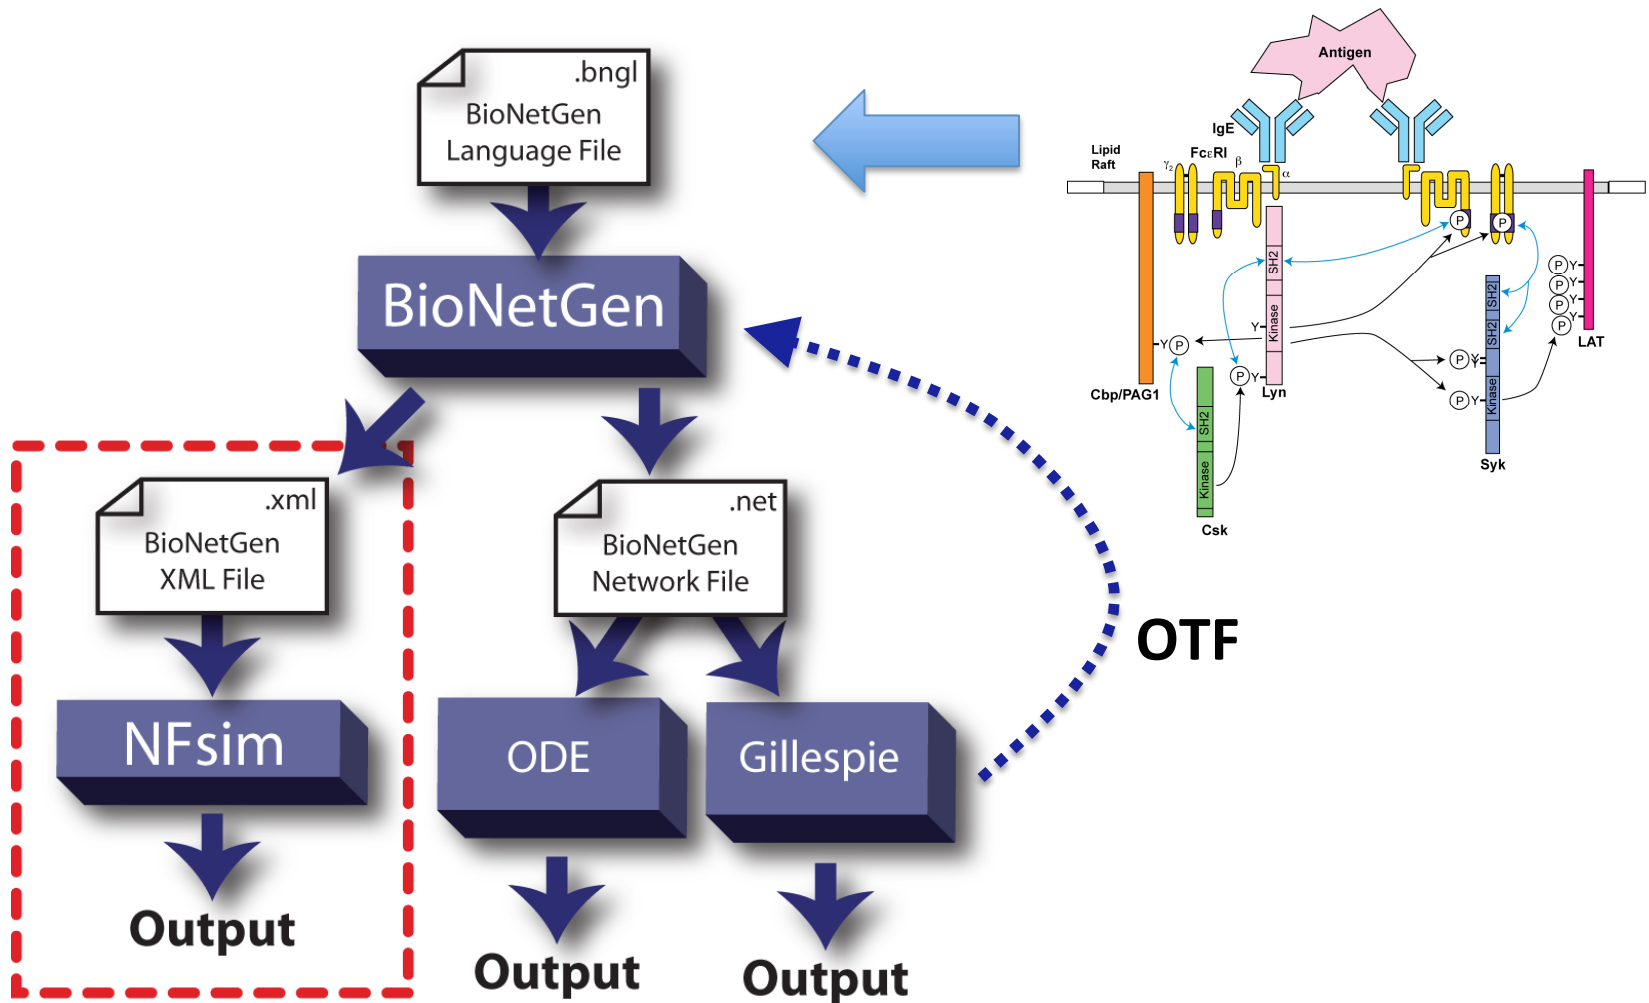 .bngl
BioNetGen
Language File
BioNetGen
.xml
BioNetGen
XML File
.net
BioNetGen
Network File
NFsim
ODE
Gillespie
Output
Output
Output
OTF
Antigen
IgE
FcεRI
Lipid
Raft
γ2
β
α
P
P
SH2
Kinase
Y
Y
P
Lyn
Y
P
Cbp/PAG1
SH2
Kinase
Csk
SH2
SH2
Kinase
P
Y
Y
P
Y
Syk
P
Y
P
Y
P
Y
P
Y
LAT